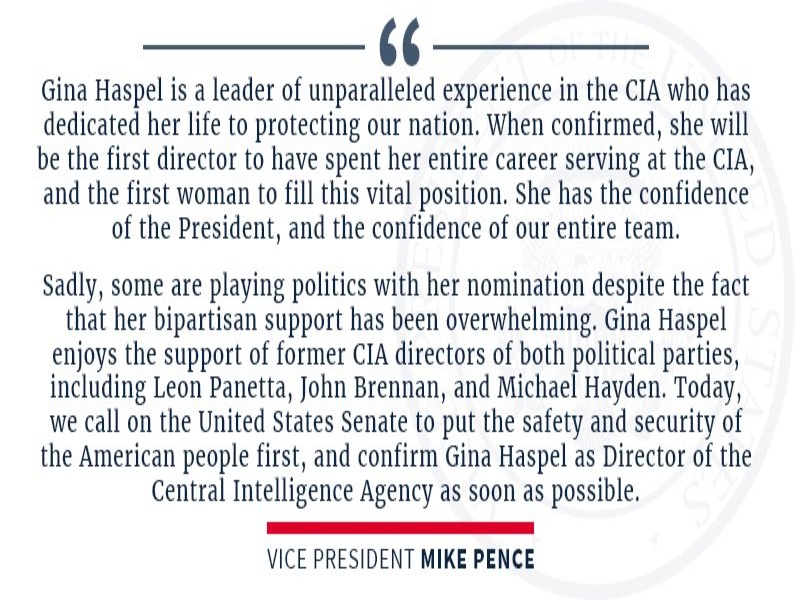 “
Gina Haspel is a leader of unparalleled experience in the CIA who has
dedicated her life to protecting our nation. When confirmed, she will
be the first director to have spent her entire career serving at the CIA,
and the first woman to fill this vital position. She has the confidence
of the President, and the confidence of our entire team.
Sadly, some are playing politics with her nomination despite the fact
that her bipartisan support has been overwhelming. Gina Haspel
enjoys the support of former CIA directors of both political parties,
including Leon Panetta, John Brennan, and Michael Hayden. Today,
we call on the United States Senate to put the safety and security of
the American people first, and confirm Gina Haspel as Director of the
Central Intelligence Agency as soon as possible.
VICE PRESIDENT MIKE PENCE